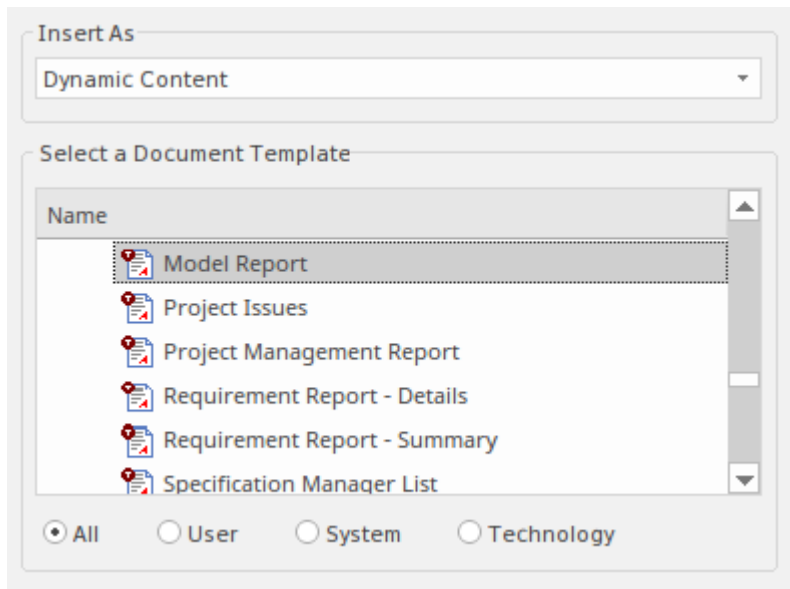 Insert As
Dynamic Content
Select a Document Template
Name
Model Report
Project Issues
Project Management Report
Requirement Report - Details
Requirement Report - Summary
Specification Manager List
All User System Technology